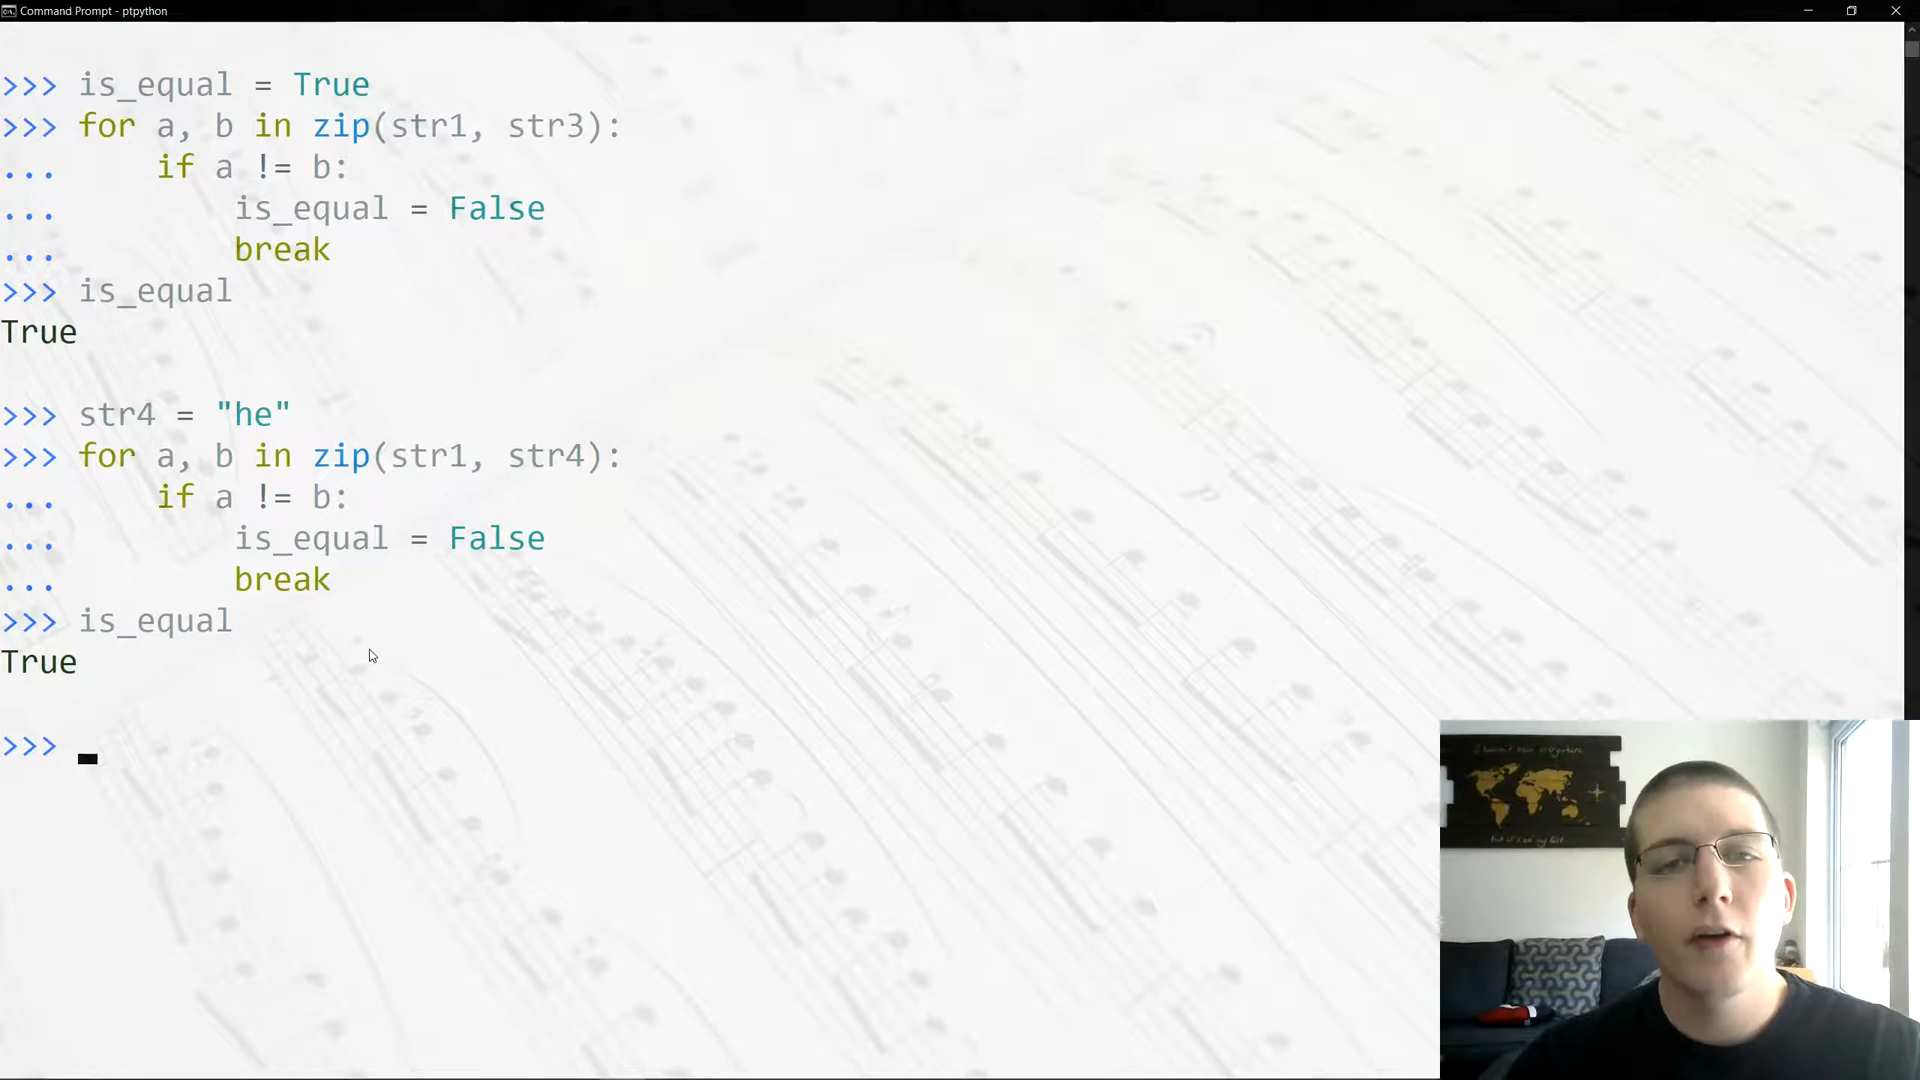 Command Prompt - ptpython
>>> is_equal = True
>>> for a, b in zip(str1, str3):
...     if a != b:
...         is_equal = False
...         break
>>> is_equal
True
>>> str4 = "he"
>>> for a, b in zip(str1, str4):
...     if a != b:
...         is_equal = False
...         break
>>> is_equal
True
>>>